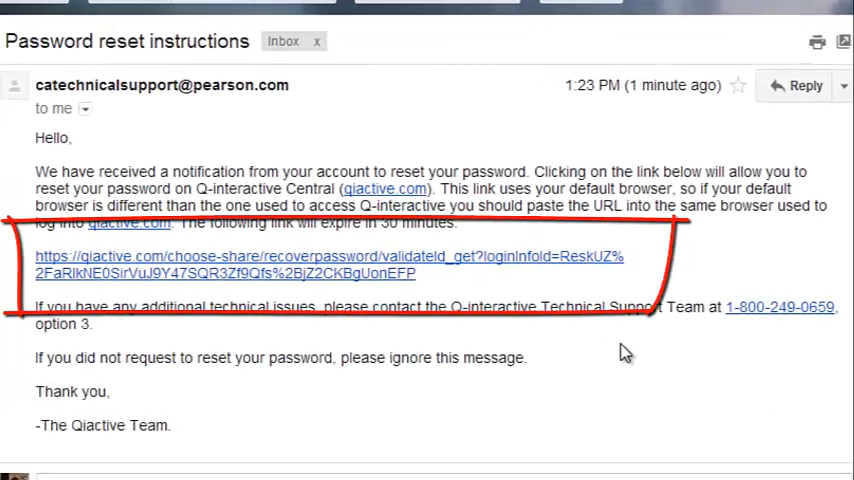 Password reset instructions Inbox x
catechnicalsupport@pearson.com 1:23 PM (1 minute ago) Reply
to me
Hello,
We have received a notification from your account to reset your password. Clicking on the link below will allow you to
reset your password on Q-interactive Central (qiactive.com). This link uses your default browser, so if your default
browser is different than the one used to access Q-interactive you should paste the URL into the same browser used to
log into qiactive.com. The following link will expire in 30 minutes.
https://qiactive.com/choose-share/recoverpassword/validateId_get?loginInfoId=ReskUZ%
2FaRlkNE0SirVuJ9Y47SQR3Zf9Qfs%2BjZ2CKBgUonEFP
If you have any additional technical issues, please contact the Q-interactive Technical Support Team at 1-800-249-0659,
option 3.
If you did not request to reset your password, please ignore this message.
Thank you,
-The Qiactive Team.